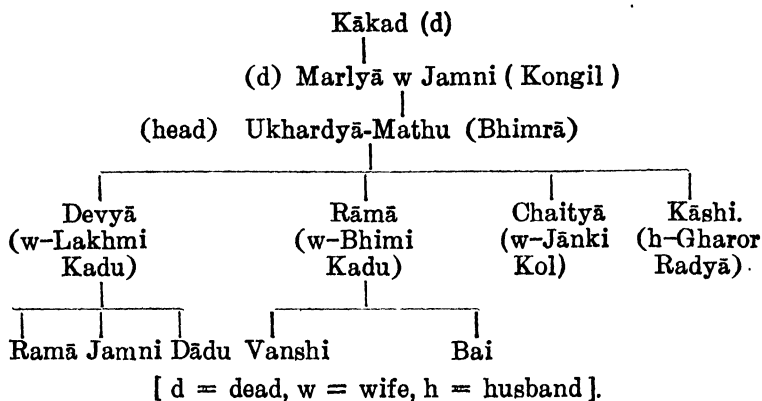 Kākad (d)
(d) Marlyā w Jamni ( Kongil )
(head) Ukhardyā-Mathu (Bhimrā)
Devyā Rāmā Chaityā Kāshi.
(w-Lakhmi (w-Bhimi (w-Jānki (h-Gharor
Kadu) Kadu) Kol) Radyā)
Ramā Jamni Dādu Vanshi Bai
[ d = dead, w = wife, h = husband ].